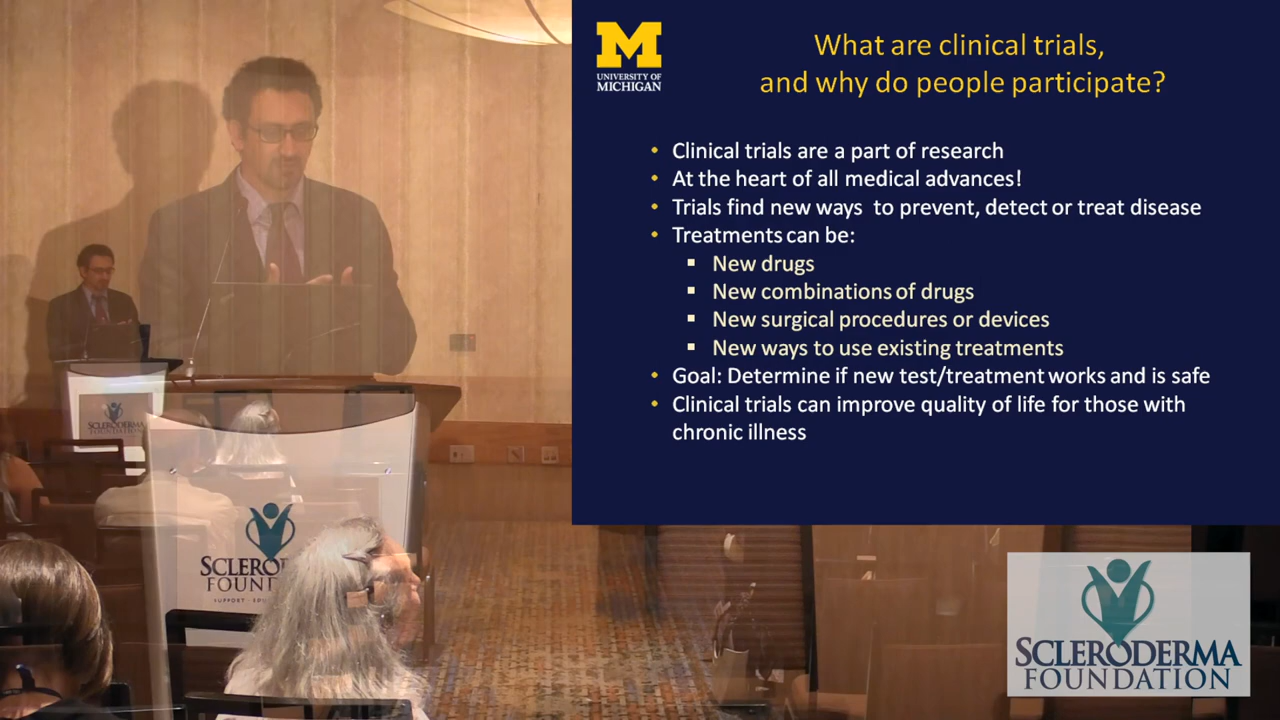 M
UNIVERSITY OF
MICHIGAN
What are clinical trials,
and why do people participate?
• Clinical trials are a part of research
• At the heart of all medical advances!
• Trials find new ways to prevent, detect or treat disease
• Treatments can be:
▪ New drugs
▪ New combinations of drugs
▪ New surgical procedures or devices
▪ New ways to use existing treatments
• Goal: Determine if new test/treatment works and is safe
• Clinical trials can improve quality of life for those with
chronic illness
SCLERODERMA
FOUNDATION
SCLERO
FOUN
SUPPORT
SCLERODERMA
FOUNDATION